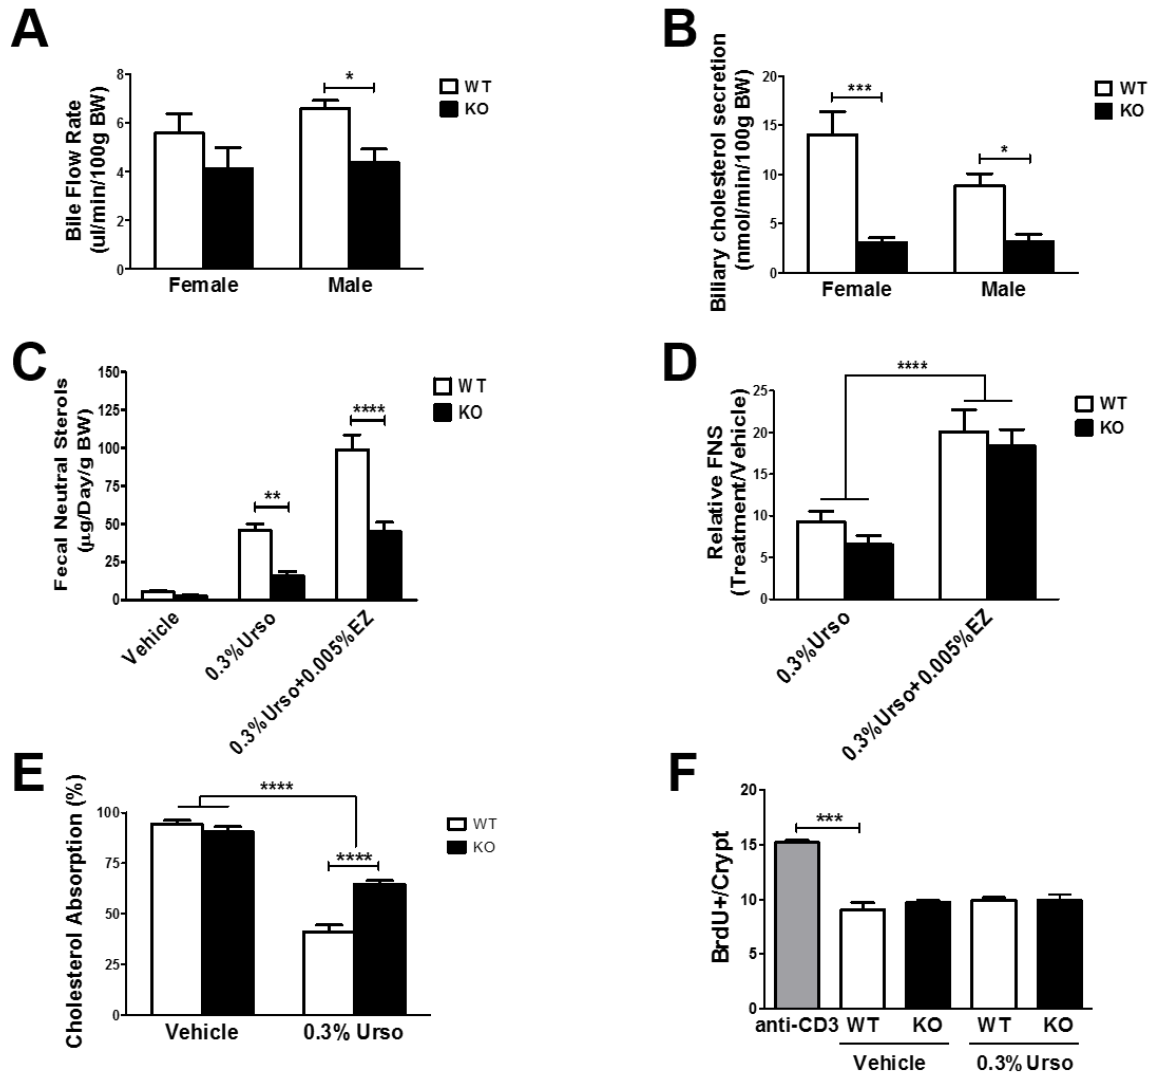 A
Bile Flow Rate
(ul/min/100g BW)
8
6
4
2
0
*
WT
KO
Female
Male
B
Biliary cholesterol secretion
(nmol/min/100g BW)
20
15
10
5
0
***
*
WT
KO
Female
Male
C
Fecal Neutral Sterols
(µg/Day/g BW)
150
125
100
75
50
25
0
**
****
WT
KO
Vehicle
0.3%Urso
0.3%Urso+0.005%EZ
D
Relative FNS
(Treatment/Vehicle)
25
20
15
10
5
0
****
WT
KO
0.3%Urso
0.3%Urso+0.005%EZ
E
Cholesterol Absorption (%)
100
75
50
25
0
****
****
WT
KO
Vehicle
0.3% Urso
F
BrdU+/Crypt
20
15
10
5
0
***
anti-CD3 WT KO WT KO
Vehicle 0.3% Urso